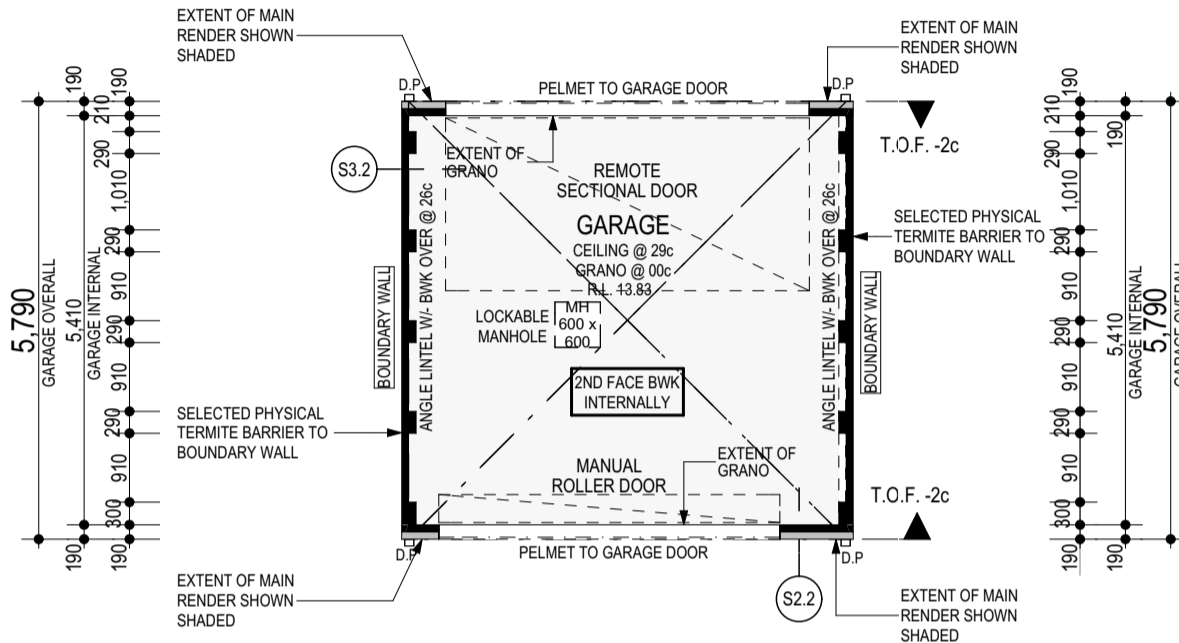 EXTENT OF MAIN
RENDER SHOWN
SHADED
EXTENT OF MAIN
RENDER SHOWN
SHADED
D.P
PELMET TO GARAGE DOOR
D.P
T.O.F. -2c
S3.2
EXTENT OF
GRANO
REMOTE
SECTIONAL DOOR
GARAGE
CEILING @ 29c
GRANO @ 00c
R.L. 13.83
LOCKABLE
MANHOLE
MH
600 x
600
2ND FACE BWK
INTERNALLY
ANGLE LINTEL W/- BWK OVER @ 26c
ANGLE LINTEL W/- BWK OVER @ 26c
BOUNDARY WALL
BOUNDARY WALL
SELECTED PHYSICAL
TERMITE BARRIER TO
BOUNDARY WALL
SELECTED PHYSICAL
TERMITE BARRIER TO
BOUNDARY WALL
MANUAL
ROLLER DOOR
EXTENT OF
GRANO
T.O.F. -2c
D.P
PELMET TO GARAGE DOOR
D.P
S2.2
EXTENT OF MAIN
RENDER SHOWN
SHADED
EXTENT OF MAIN
RENDER SHOWN
SHADED
5,790
GARAGE OVERALL
190
5,410
GARAGE INTERNAL
190
190
210
290
1,010
290
910
290
910
290
910
300
190
190
210
290
1,010
290
910
290
910
290
910
300
190
190
5,410
GARAGE INTERNAL
190
5,790
GARAGE OVERALL